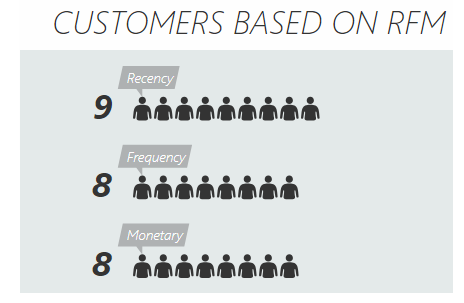 CUSTOMERS BASED ON RFM
Recency
9
Frequency
8
Monetary
8